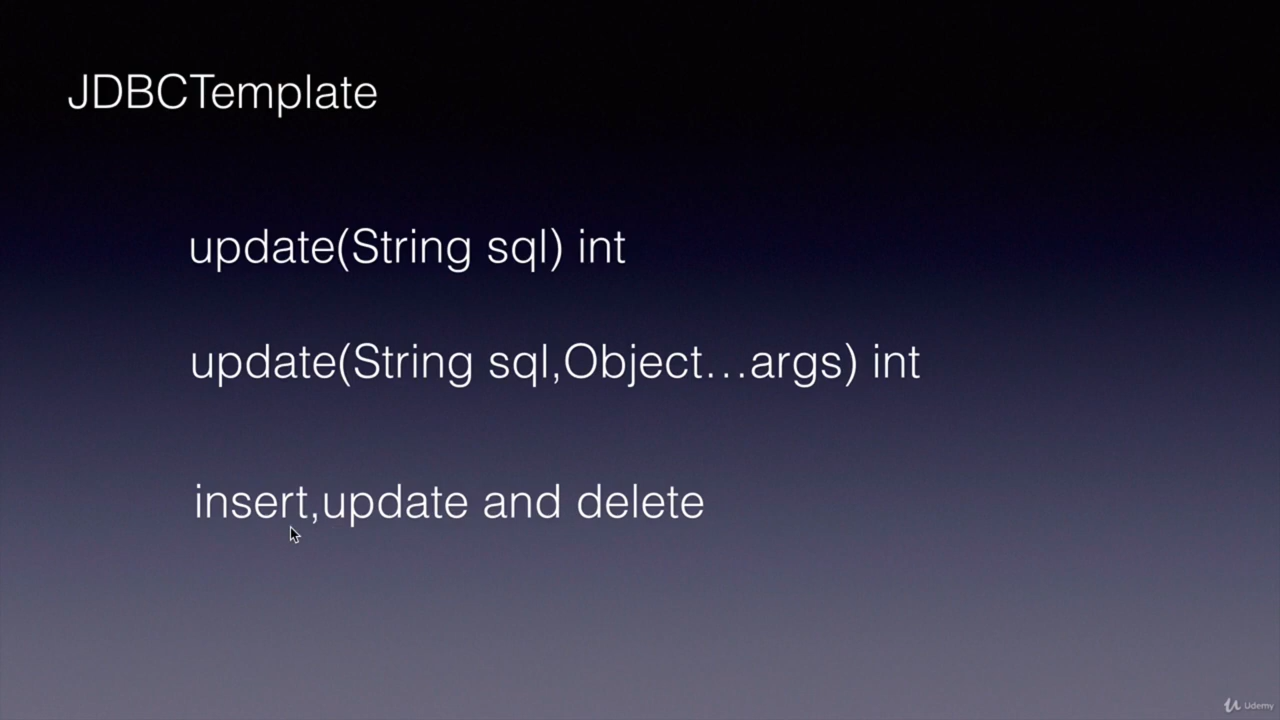 JDBCTemplate
update(String sql) int
update(String sql,Object...args) int
insert,update and delete
Udemy